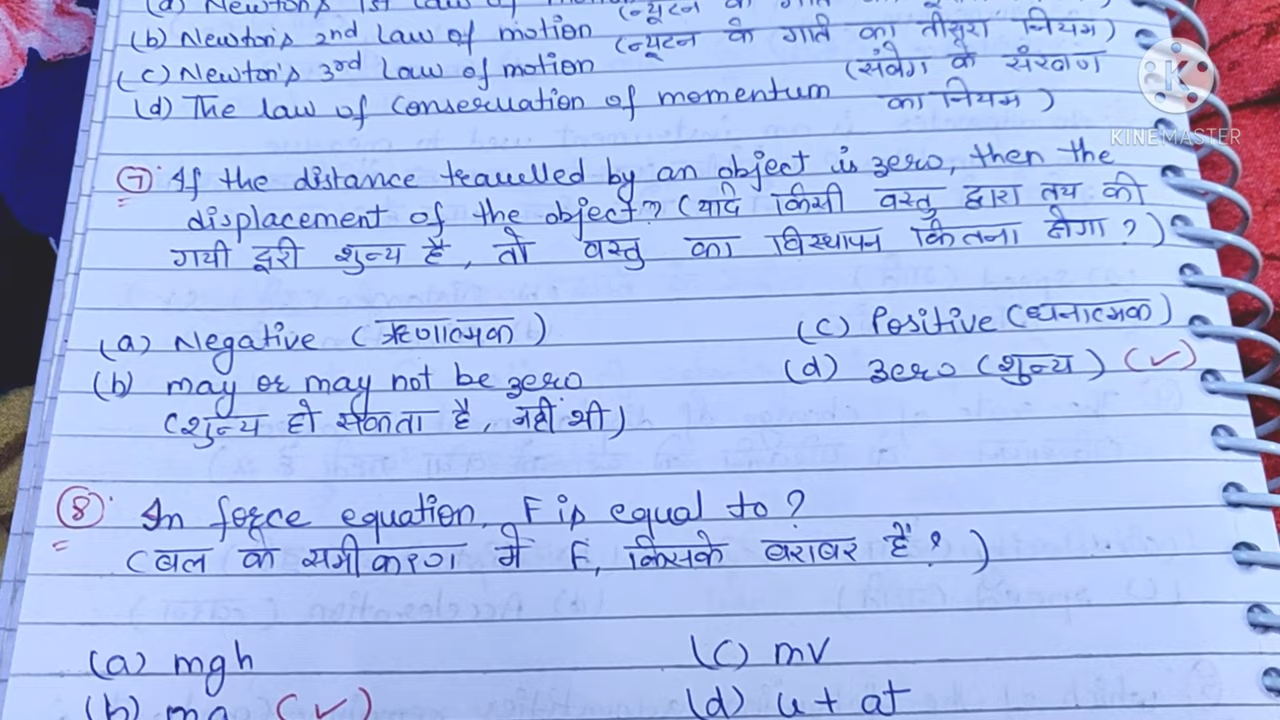 (b) Newton's 2nd Law of motion (न्यूटन के गति का तीसरा नियम)
(c) Newton's 3rd Law of motion (संवेग के संरक्षण
(d) The law of conservation of momentum का नियम)
KINEMASTER
(7) If the distance travelled by an object is zero, then the
displacement of the object? (यदि किसी वस्तु द्वारा तय की
गयी दूरी शून्य है, तो वस्तु का विस्थापन कितना होगा?)
(a) Negative (ऋणात्मक) (c) Positive (धनात्मक)
(b) may or may not be zero (d) zero (शून्य) (✓)
(शून्य हो सकता है, नहीं भी)
(8) In force equation, F is equal to?
(बल के समीकरण में F, किसके बराबर है?)
(a) mgh (c) mv
(b) ma (✓) (d) u + at